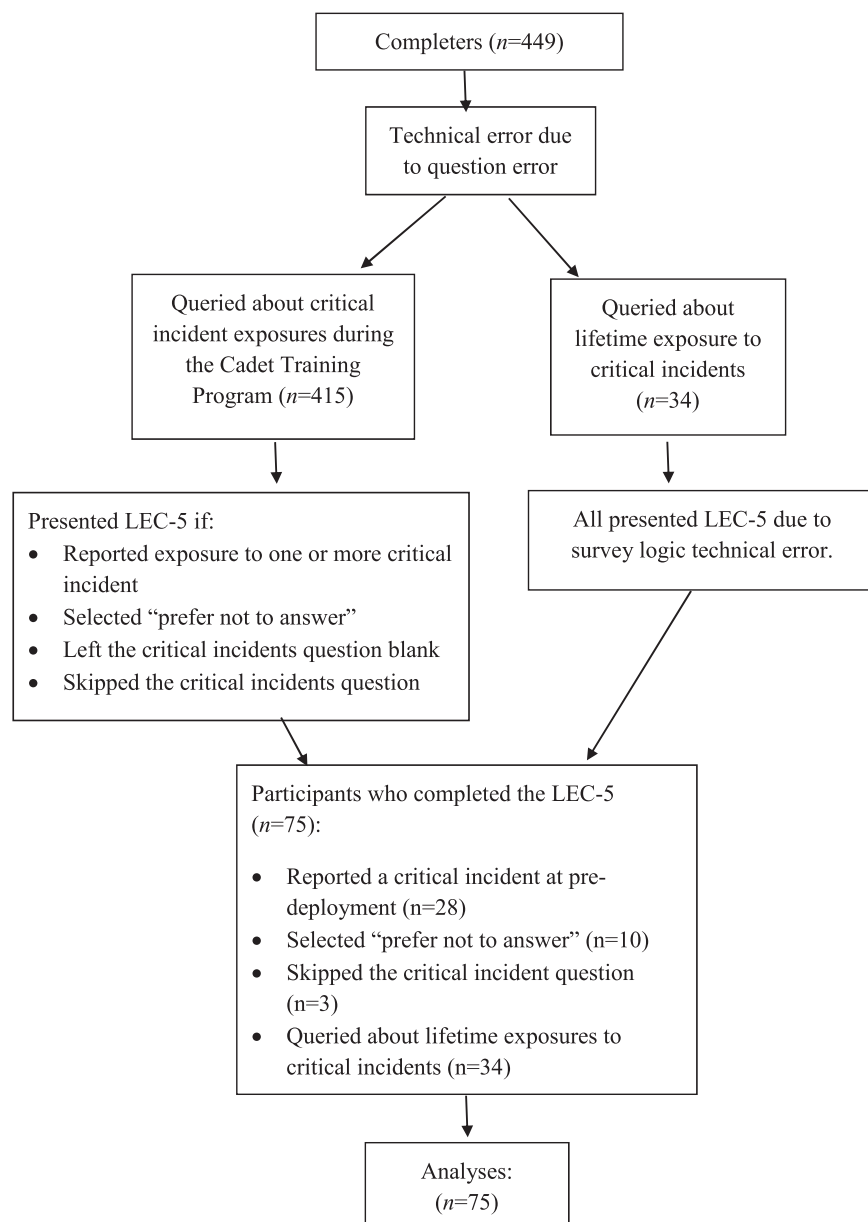 Completers (n=449)
Technical error due
to question error
Queried about critical
incident exposures during
the Cadet Training
Program (n=415)
Queried about
lifetime exposure to
critical incidents
(n=34)
Presented LEC-5 if:
• Reported exposure to one or more critical
incident
• Selected “prefer not to answer”
• Left the critical incidents question blank
• Skipped the critical incidents question
All presented LEC-5 due to
survey logic technical error.
Participants who completed the LEC-5
(n=75):
• Reported a critical incident at pre-
deployment (n=28)
• Selected “prefer not to answer” (n=10)
• Skipped the critical incident question
(n=3)
• Queried about lifetime exposures to
critical incidents (n=34)
Analyses:
(n=75)